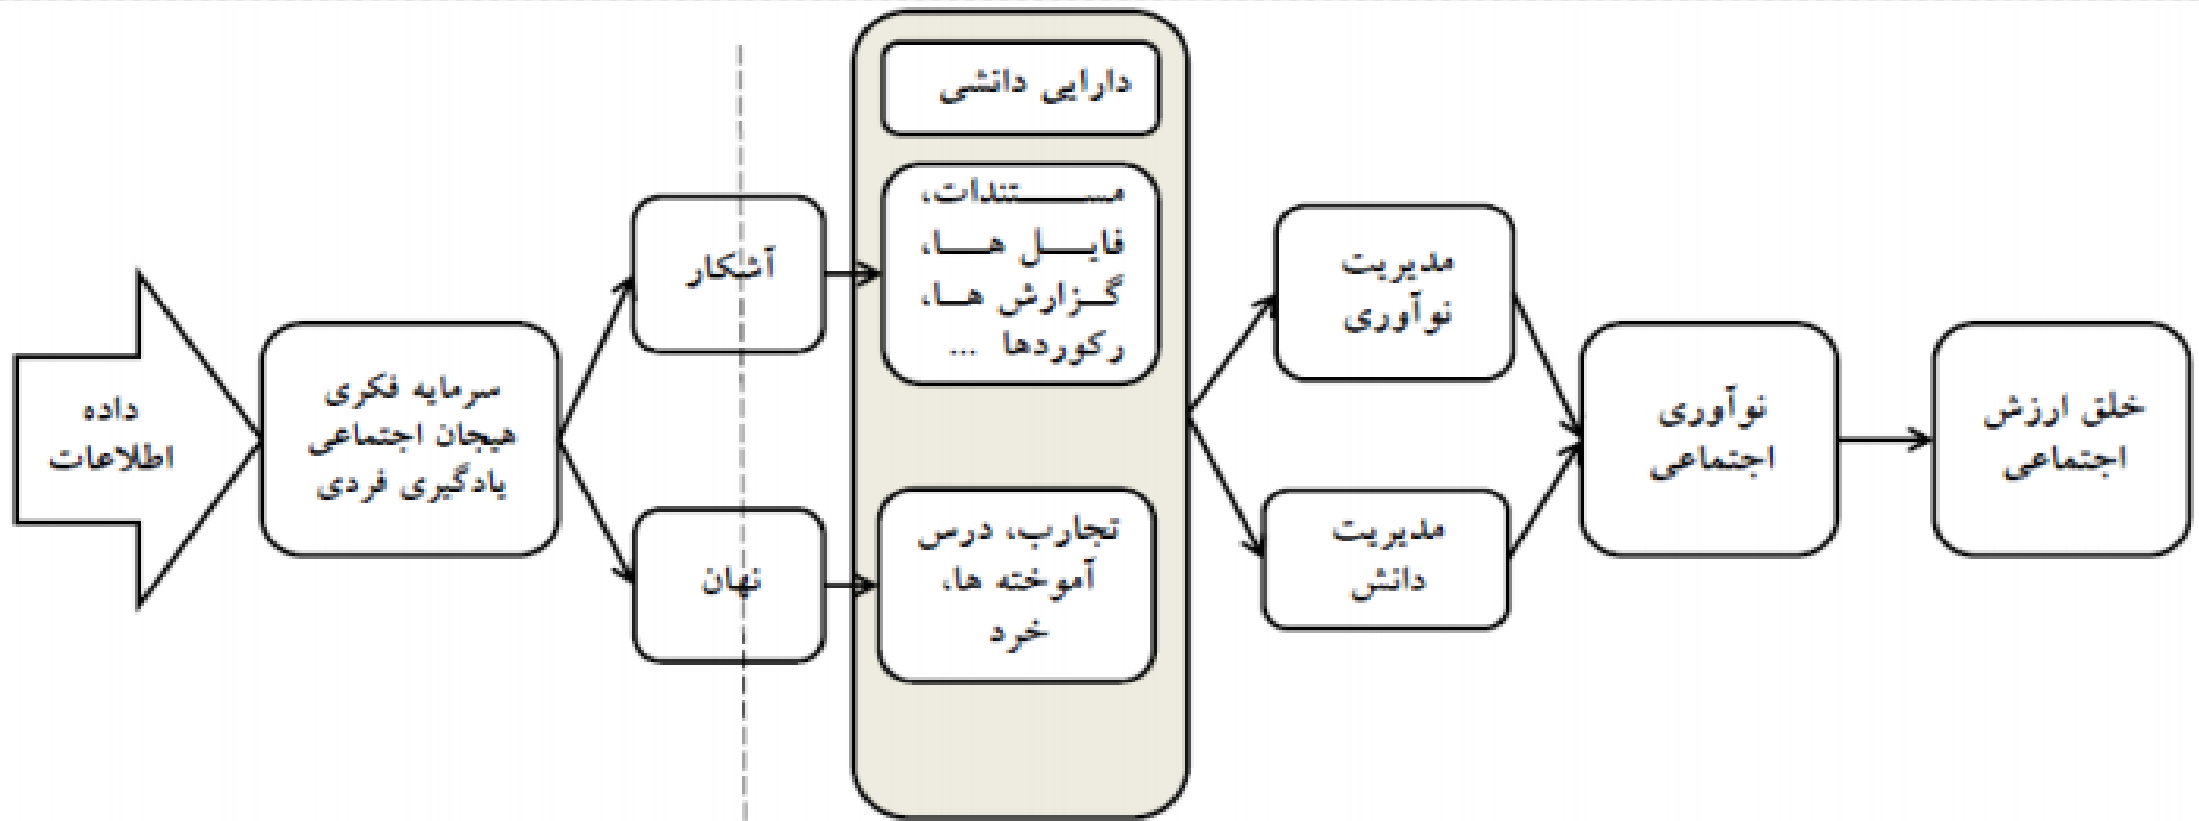 داده
اطلاعات
سرمایه فکری
هیجان اجتماعی
یادگیری فردی
آشکار
نهان
دارایی دانشی
مستندات،
فایل ها،
گزارش ها،
رکوردها ...
تجارب، درس
آموخته ها،
خرد
مدیریت
نوآوری
مدیریت
دانش
نوآوری
اجتماعی
خلق ارزش
اجتماعی